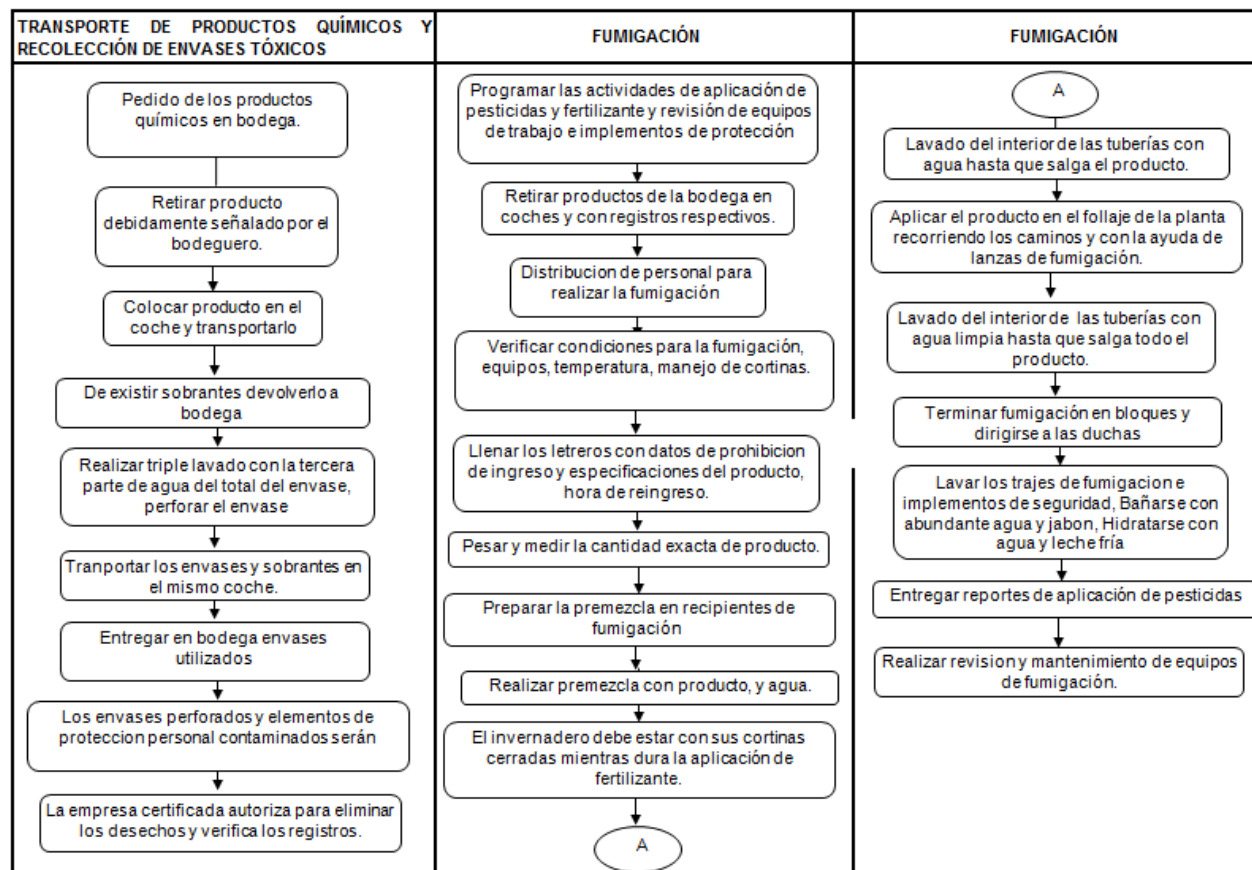 TRANSPORTE DE PRODUCTOS QUÍMICOS Y
RECOLECCIÓN DE ENVASES TÓXICOS
Pedido de los productos
químicos en bodega.
Retirar producto
debidamente señalado por el
bodeguero.
Colocar producto en el
coche y transportarlo
De existir sobrantes devolverlo a
bodega
Realizar triple lavado con la tercera
parte de agua del total del envase,
perforar el envase
Tranportar los envases y sobrantes en
el mismo coche.
Entregar en bodega envases
utilizados
Los envases perforados y elementos de
proteccion personal contaminados serán
La empresa certificada autoriza para eliminar
los desechos y verifica los registros.
FUMIGACIÓN
Programar las actividades de aplicación de
pesticidas y fertilizante y revisión de equipos
de trabajo e implementos de protección
Retirar productos de la bodega en
coches y con registros respectivos.
Distribucion de personal para
realizar la fumigación
Verificar condiciones para la fumigación,
equipos, temperatura, manejo de cortinas.
Llenar los letreros con datos de prohibicion
de ingreso y especificaciones del producto,
hora de reingreso.
Pesar y medir la cantidad exacta de producto.
Preparar la premezcla en recipientes de
fumigación
Realizar premezcla con producto, y agua.
El invernadero debe estar con sus cortinas
cerradas mientras dura la aplicación de
fertilizante.
A
FUMIGACIÓN
A
Lavado del interior de las tuberías con
agua hasta que salga el producto.
Aplicar el producto en el follaje de la planta
recorriendo los caminos y con la ayuda de
lanzas de fumigación.
Lavado del interior de las tuberías con
agua limpia hasta que salga todo el
producto.
Terminar fumigación en bloques y
dirigirse a las duchas
Lavar los trajes de fumigacion e
implementos de seguridad, Bañarse con
abundante agua y jabon, Hidratarse con
agua y leche fría
Entregar reportes de aplicación de pesticidas
Realizar revision y mantenimiento de equipos
de fumigación.